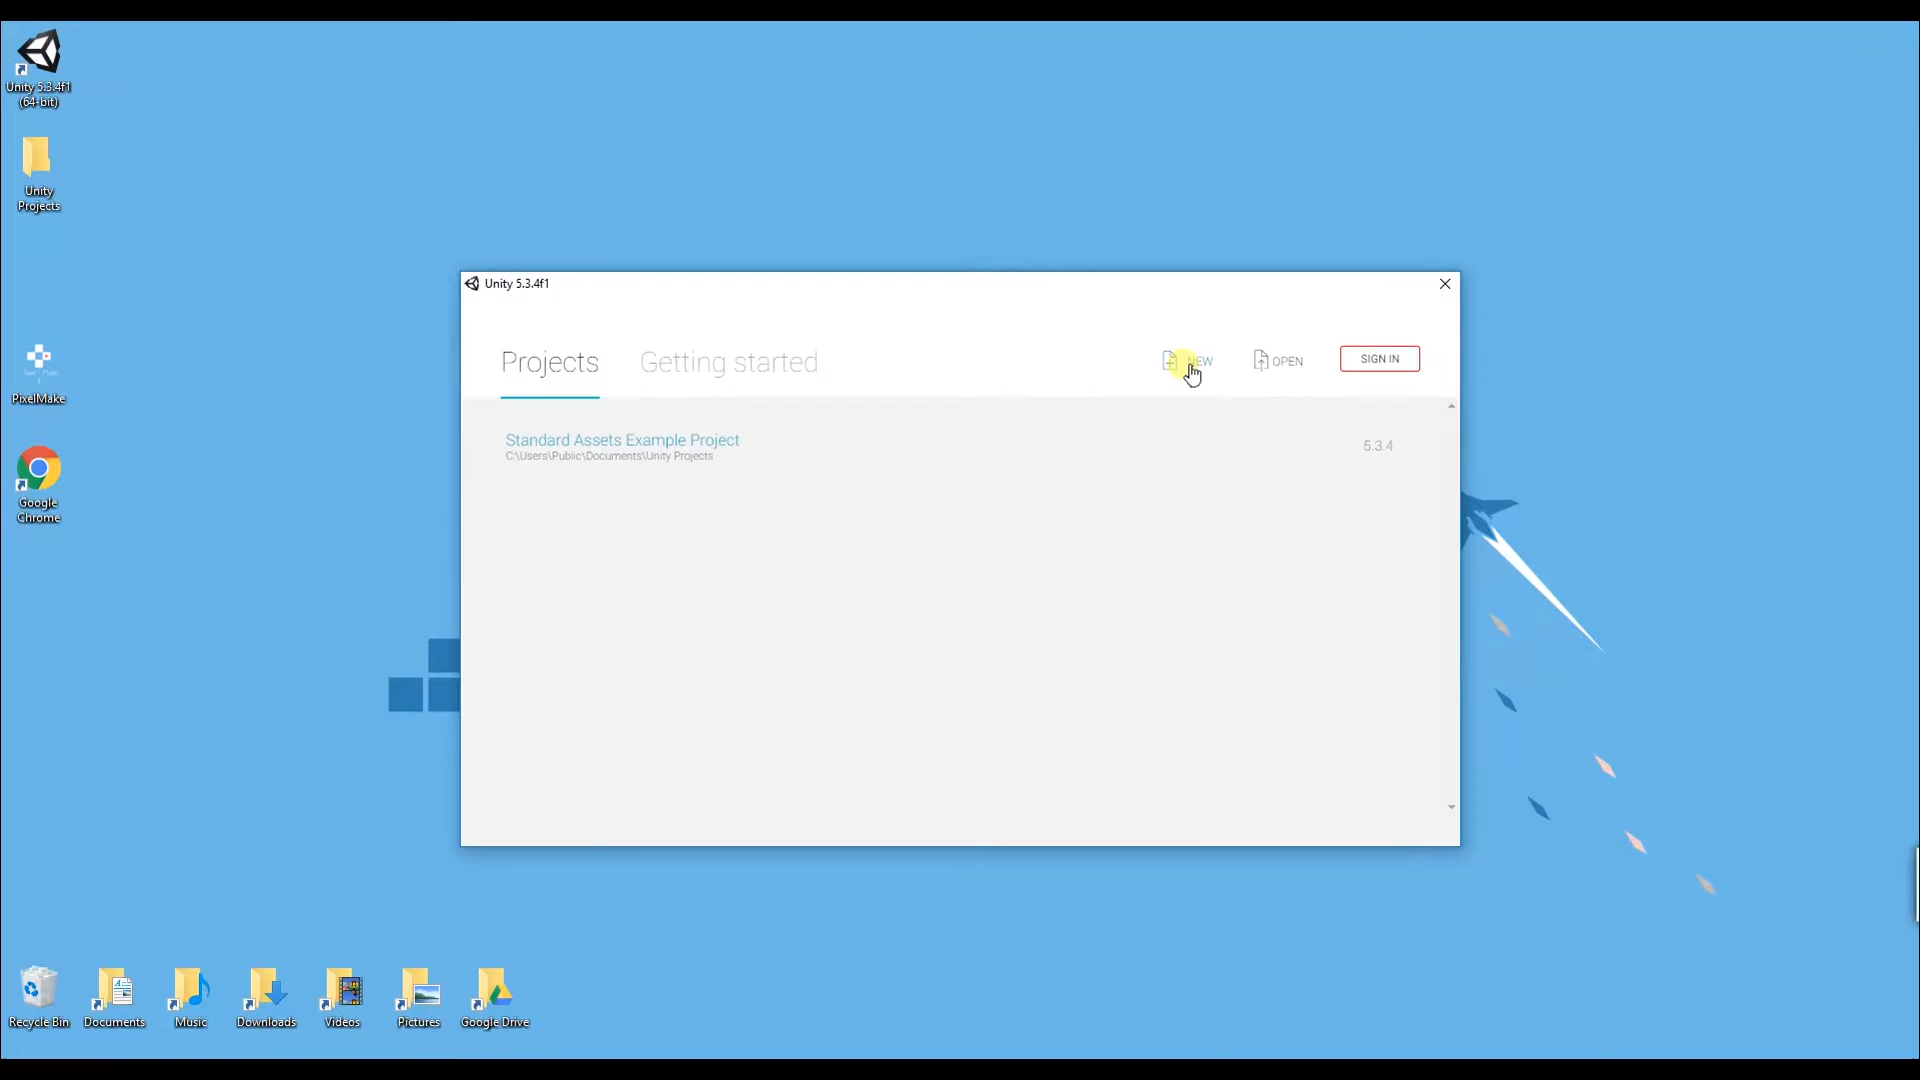 Unity 5.3.4f1
(64-bit)
Unity
Projects
PixelMake
Google
Chrome
Unity 5.3.4f1
Projects
Getting started
NEW
OPEN
SIGN IN
Standard Assets Example Project
C:\Users\Public\Documents\Unity Projects
5.3.4
Recycle Bin
Documents
Music
Downloads
Videos
Pictures
Google Drive